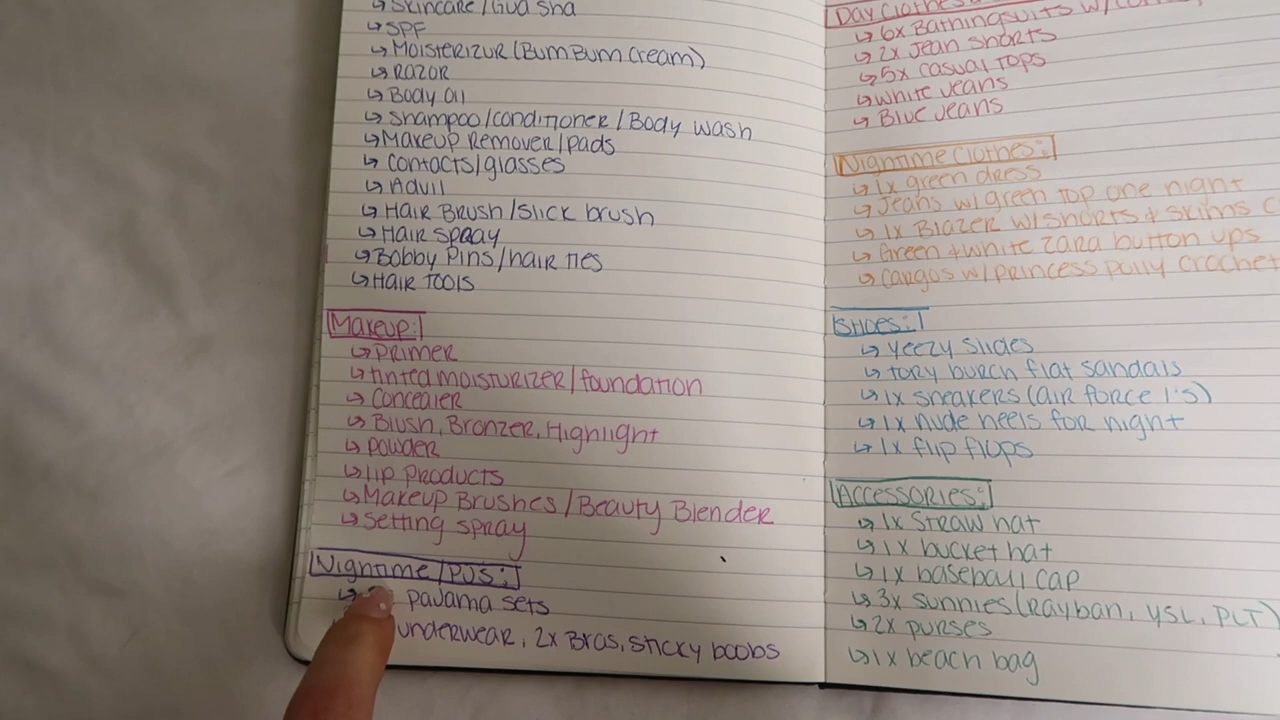 ↳ Skincare/Gua sha
↳ SPF
↳ Moisterizur (BumBum cream)
↳ Razor
↳ Body oil
↳ shampoo/conditioner/Body wash
↳ Makeup Remover/pads
↳ contacts/glasses
↳ Advil
↳ Hair Brush/slick brush
↳ Hair spray
↳ Bobby Pins/hair ties
↳ Hair tools
Makeup:
↳ primer
↳ tinted moisturizer/foundation
↳ concealer
↳ Blush, Bronzer, Highlight
↳ powder
↳ lip products
↳ Makeup Brushes/Beauty Blender
↳ setting spray
Nightime/PJS:
↳ pajama sets
underwear, 2x Bras, sticky boobs
Day Clothes
↳ 6x Bathingsuits w/
↳ 2x Jean shorts
↳ 5x casual tops
↳ white jeans
↳ Blue jeans
Nightime clothes:
↳ 1x green dress
↳ Jeans w/ green top one night
↳ 1x Blazer w/ shorts + skims
↳ Green + white zara button ups
↳ cargos w/ princess polly crochet
Shoes:
↳ yeezy slides
↳ tory burch flat sandals
↳ 1x sneakers (air force 1's)
↳ 1x nude heels for night
↳ 1x flip flops
Accessories:
↳ 1x straw hat
↳ 1x bucket hat
↳ 1x baseball cap
↳ 3x sunnies (rayban, YSL, PLT)
↳ 2x purses
↳ 1x beach bag